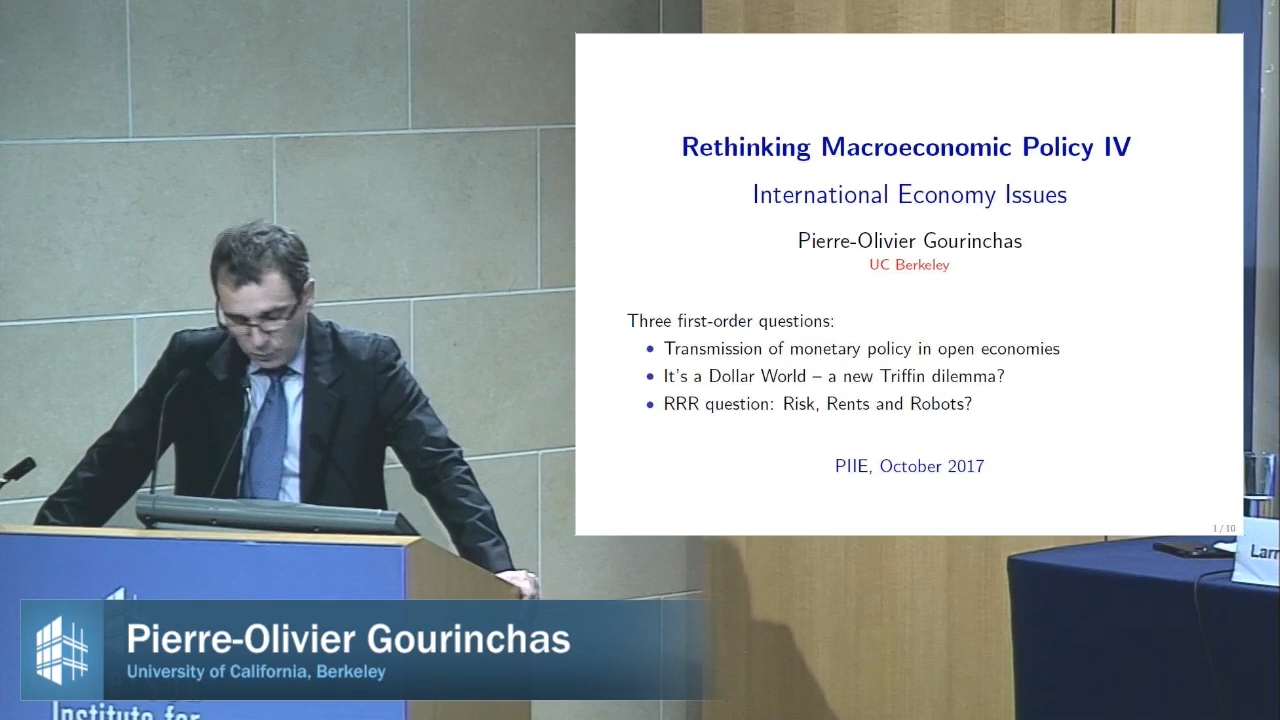 Rethinking Macroeconomic Policy IV
International Economy Issues
Pierre-Olivier Gourinchas
UC Berkeley
Three first-order questions:
• Transmission of monetary policy in open economies
• It's a Dollar World – a new Triffin dilemma?
• RRR question: Risk, Rents and Robots?
PIIE, October 2017
1 / 10
Larr
Pierre-Olivier Gourinchas
University of California, Berkeley
Institute for